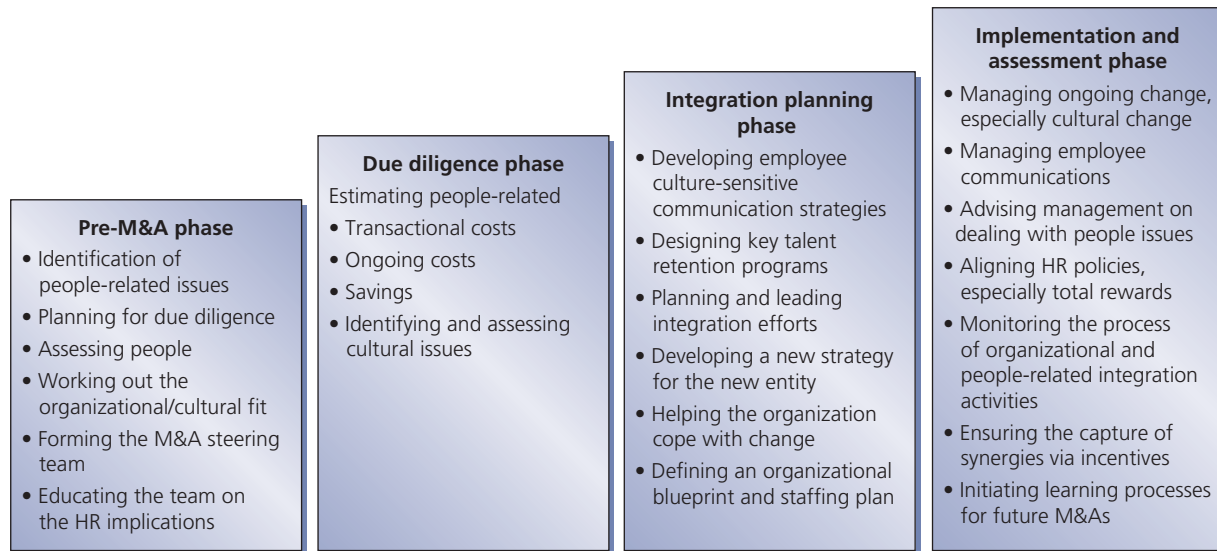 Pre-M&A phase
• Identification of
people-related issues
• Planning for due diligence
• Assessing people
• Working out the
organizational/cultural fit
• Forming the M&A steering
team
• Educating the team on
the HR implications
Due diligence phase
Estimating people-related
• Transactional costs
• Ongoing costs
• Savings
• Identifying and assessing
cultural issues
Integration planning
phase
• Developing employee
culture-sensitive
communication strategies
• Designing key talent
retention programs
• Planning and leading
integration efforts
• Developing a new strategy
for the new entity
• Helping the organization
cope with change
• Defining an organizational
blueprint and staffing plan
Implementation and
assessment phase
• Managing ongoing change,
especially cultural change
• Managing employee
communications
• Advising management on
dealing with people issues
• Aligning HR policies,
especially total rewards
• Monitoring the process
of organizational and
people-related integration
activities
• Ensuring the capture of
synergies via incentives
• Initiating learning processes
for future M&As